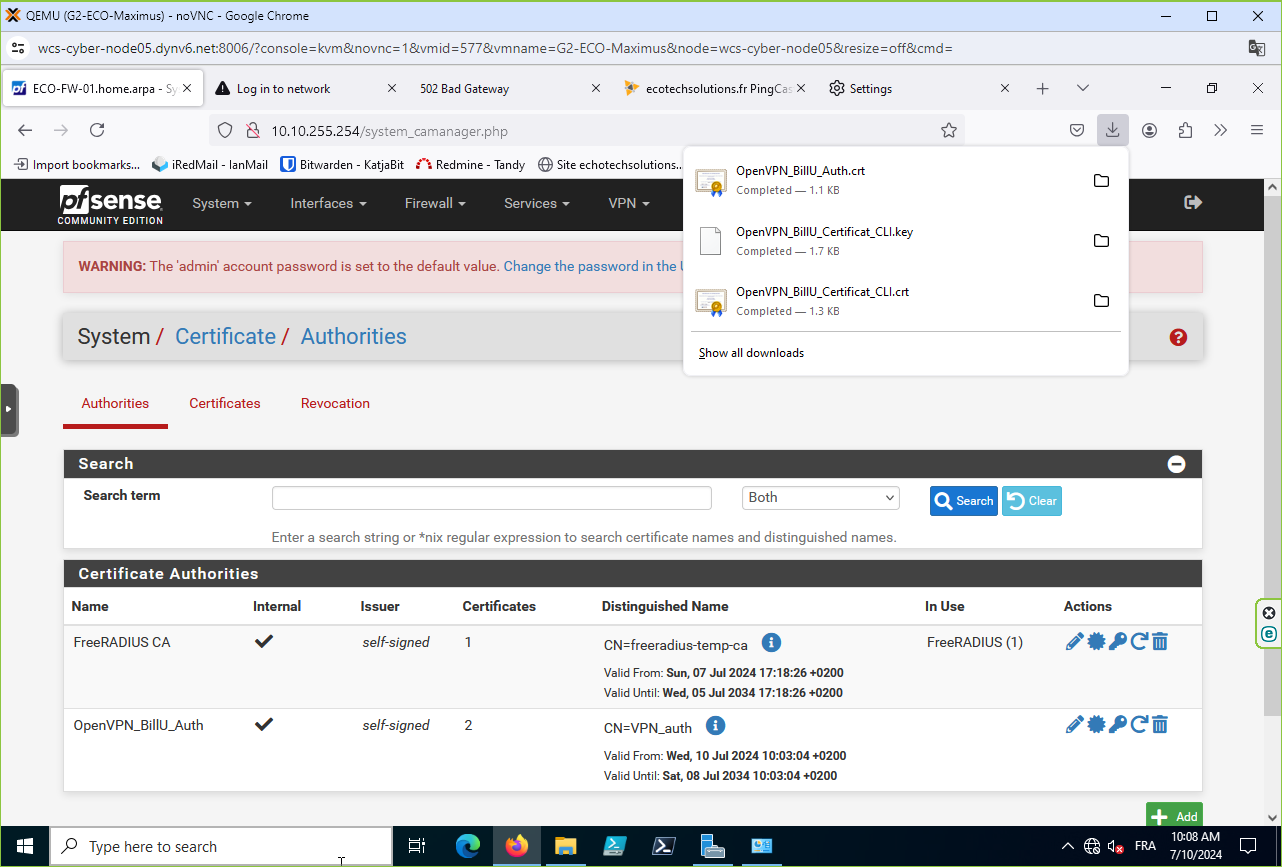 QEMU (G2-ECO-Maximus) - noVNC - Google Chrome
wcs-cyber-node05.dynv6.net:8006/?console=kvm&novnc=1&vmid=577&vmname=G2-ECO-Maximus&node=wcs-cyber-node05&resize=off&cmd=
ECO-FW-01.home.arpa - Sy
Log in to network
502 Bad Gateway
ecotechsolutions.fr PingCas
Settings
10.10.255.254/system_camanager.php
Import bookmarks...
iRedMail - IanMail
Bitwarden - KatjaBit
Redmine - Tandy
Site echotechsolutions...
OpenVPN_BillU_Auth.crt
Completed — 1.1 KB
OpenVPN_BillU_Certificat_CLI.key
Completed — 1.7 KB
OpenVPN_BillU_Certificat_CLI.crt
Completed — 1.3 KB
Show all downloads
pfsense
COMMUNITY EDITION
System
Interfaces
Firewall
Services
VPN
WARNING: The 'admin' account password is set to the default value. Change the password in the U
System / Certificate / Authorities
Authorities
Certificates
Revocation
Search
Search term
Both
Search
Clear
Enter a search string or *nix regular expression to search certificate names and distinguished names.
Certificate Authorities
Name Internal Issuer Certificates Distinguished Name In Use Actions
FreeRADIUS CA self-signed 1 CN=freeradius-temp-ca FreeRADIUS (1)
Valid From: Sun, 07 Jul 2024 17:18:26 +0200
Valid Until: Wed, 05 Jul 2034 17:18:26 +0200
OpenVPN_BillU_Auth self-signed 2 CN=VPN_auth
Valid From: Wed, 10 Jul 2024 10:03:04 +0200
Valid Until: Sat, 08 Jul 2034 10:03:04 +0200
Add
Type here to search
FRA
10:08 AM
7/10/2024